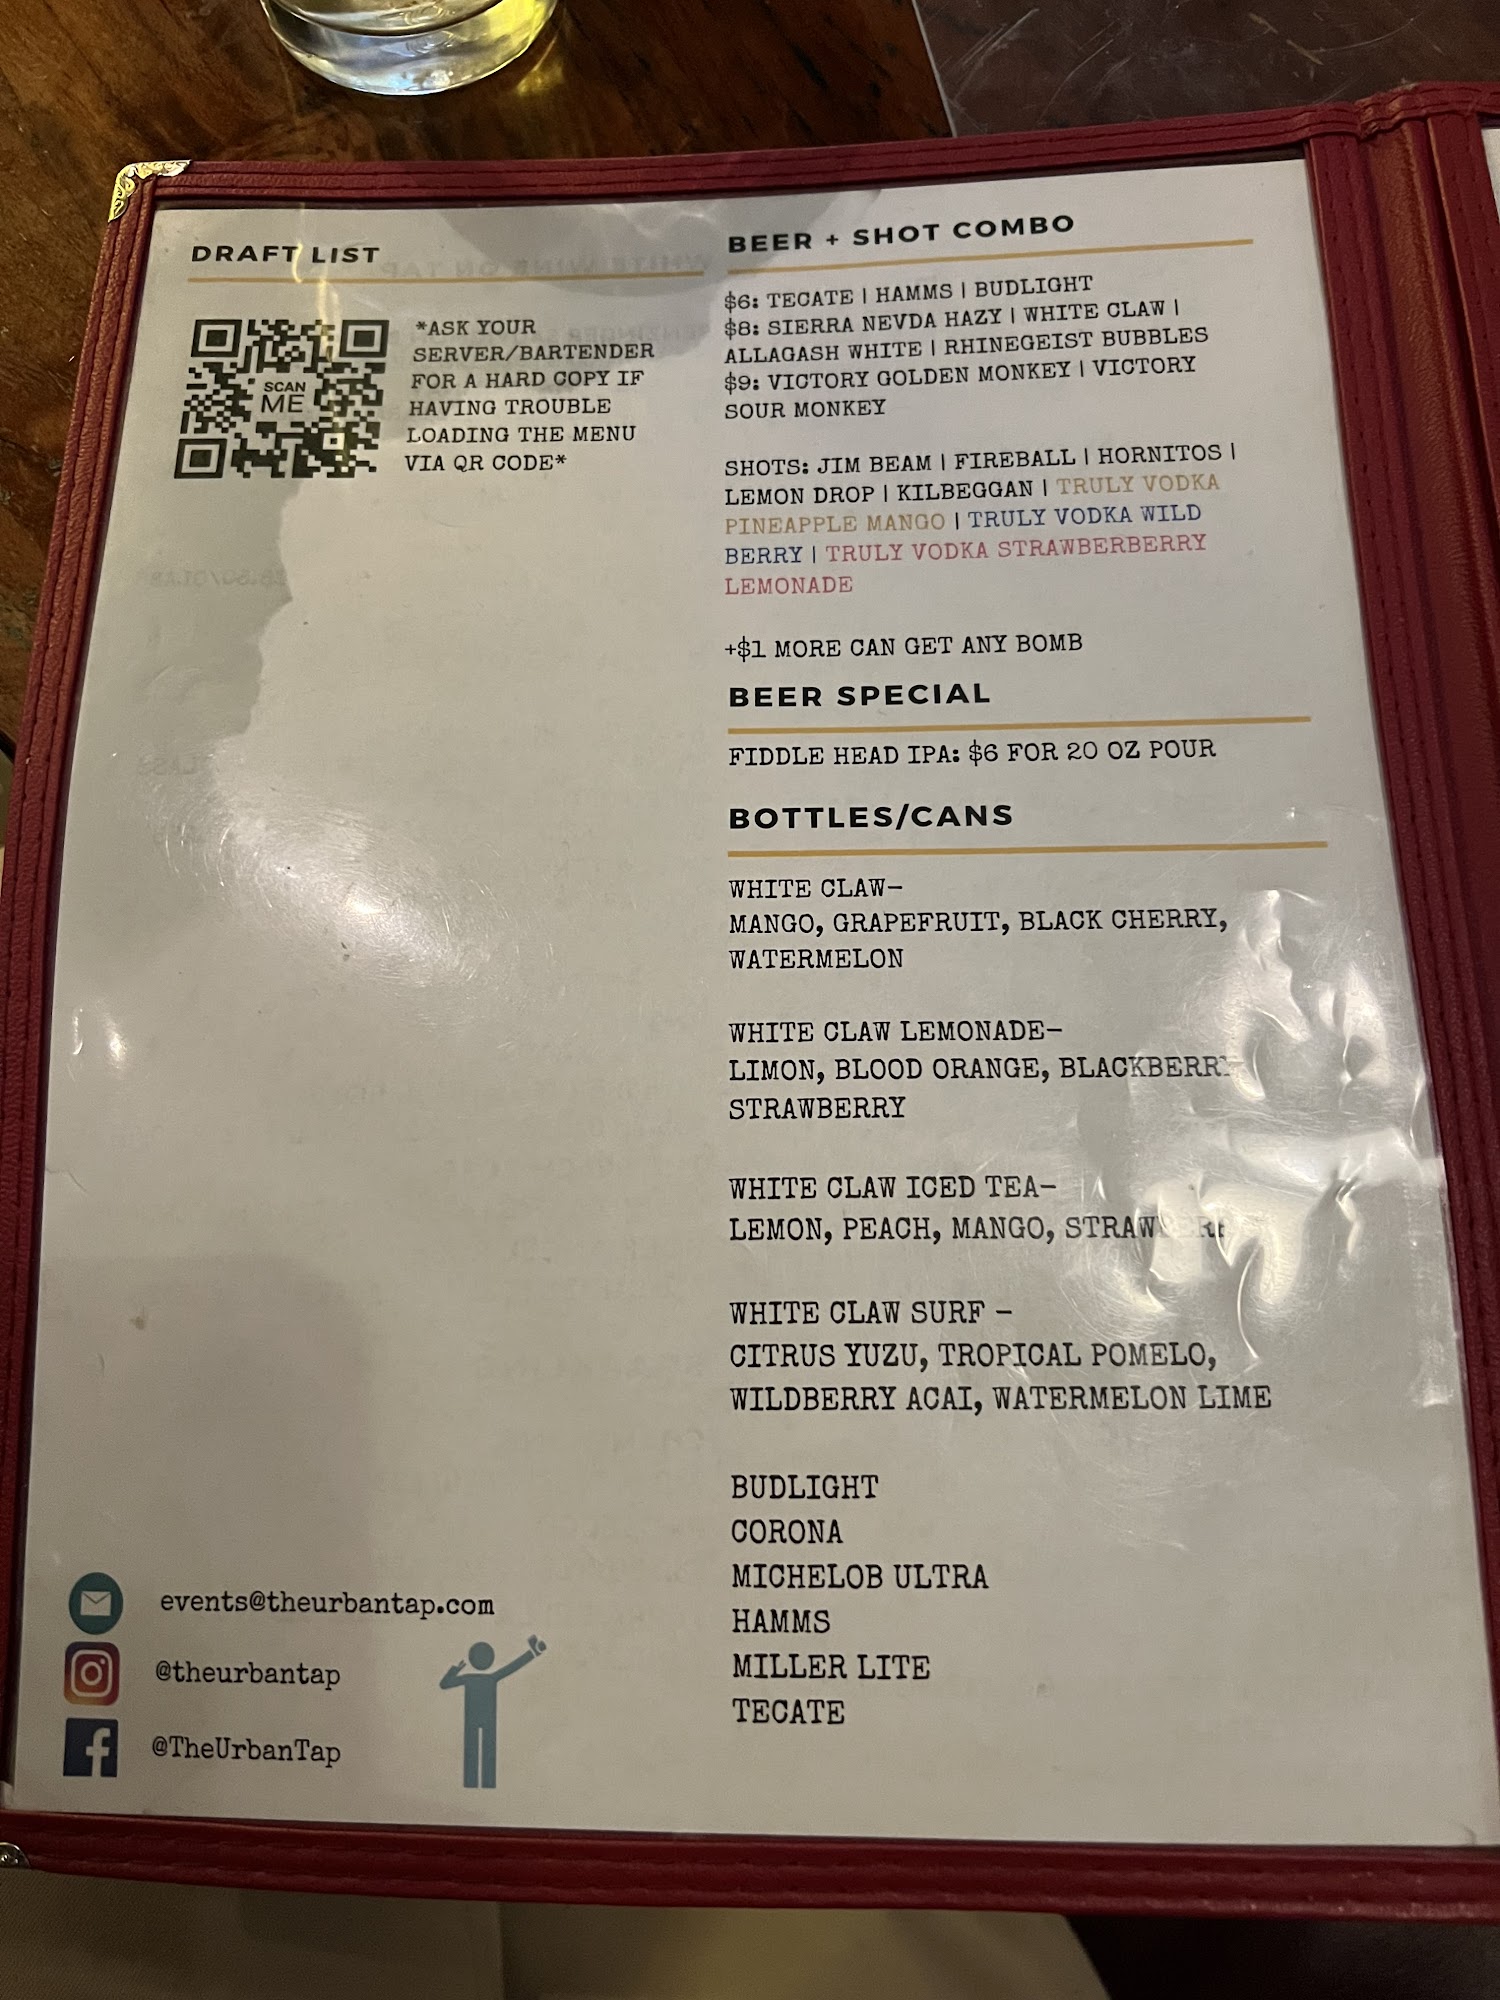 DRAFT LIST
SCAN
ME
*ASK YOUR
SERVER/BARTENDER
FOR A HARD COPY IF
HAVING TROUBLE
LOADING THE MENU
VIA QR CODE*
BEER + SHOT COMBO
$6: TECATE | HAMMS | BUDLIGHT
$8: SIERRA NEVDA HAZY | WHITE CLAW |
ALLAGASH WHITE | RHINEGEIST BUBBLES
$9: VICTORY GOLDEN MONKEY | VICTORY
SOUR MONKEY
SHOTS: JIM BEAM | FIREBALL | HORNITOS |
LEMON DROP | KILBEGGAN | TRULY VODKA
PINEAPPLE MANGO | TRULY VODKA WILD
BERRY | TRULY VODKA STRAWBERBERRY
LEMONADE
+$1 MORE CAN GET ANY BOMB
BEER SPECIAL
FIDDLE HEAD IPA: $6 FOR 20 OZ POUR
BOTTLES/CANS
WHITE CLAW-
MANGO, GRAPEFRUIT, BLACK CHERRY,
WATERMELON
WHITE CLAW LEMONADE-
LIMON, BLOOD ORANGE, BLACKBERRY
STRAWBERRY
WHITE CLAW ICED TEA-
LEMON, PEACH, MANGO,
WHITE CLAW SURF -
CITRUS YUZU, TROPICAL POMELO,
WILDBERRY ACAI, WATERMELON LIME
BUDLIGHT
CORONA
MICHELOB ULTRA
HAMMS
MILLER LITE
TECATE
events@theurbantap.com
@theurbantap
@TheUrbanTap